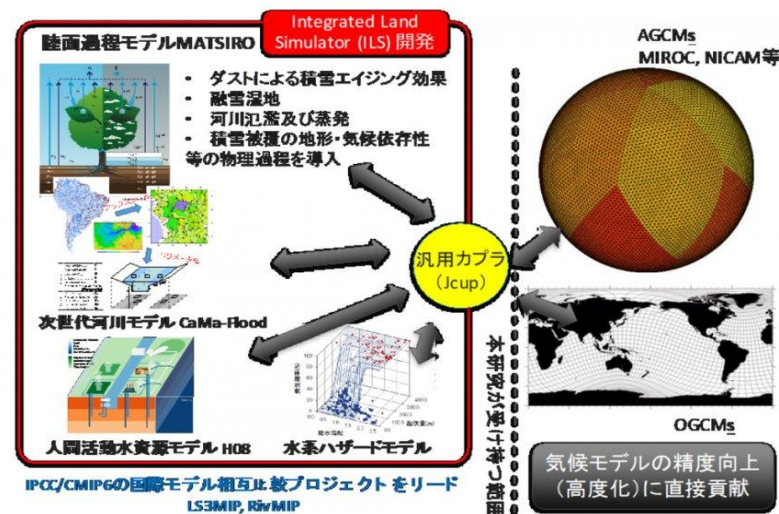 陸面過程モデルMATSIRO
Integrated Land
Simulator (ILS) 開発
・ ダストによる積雪エイジング効果
・ 融雪湿地
・ 河川氾濫及び蒸発
・ 積雪被覆の地形・気候依存性
等の物理過程を導入
汎用カプラ
(Jcup)
次世代河川モデル CaMa-Flood
人間活動水資源モデル H08
水系ハザードモデル
IPCC/CMIP6の国際モデル相互比較プロジェクトをリード
LS3MIP, RivMIP
本研究が受け持つ範囲
AGCMs
MIROC, NICAM等
OGCMs
気候モデルの精度向上
(高度化)に直接貢献